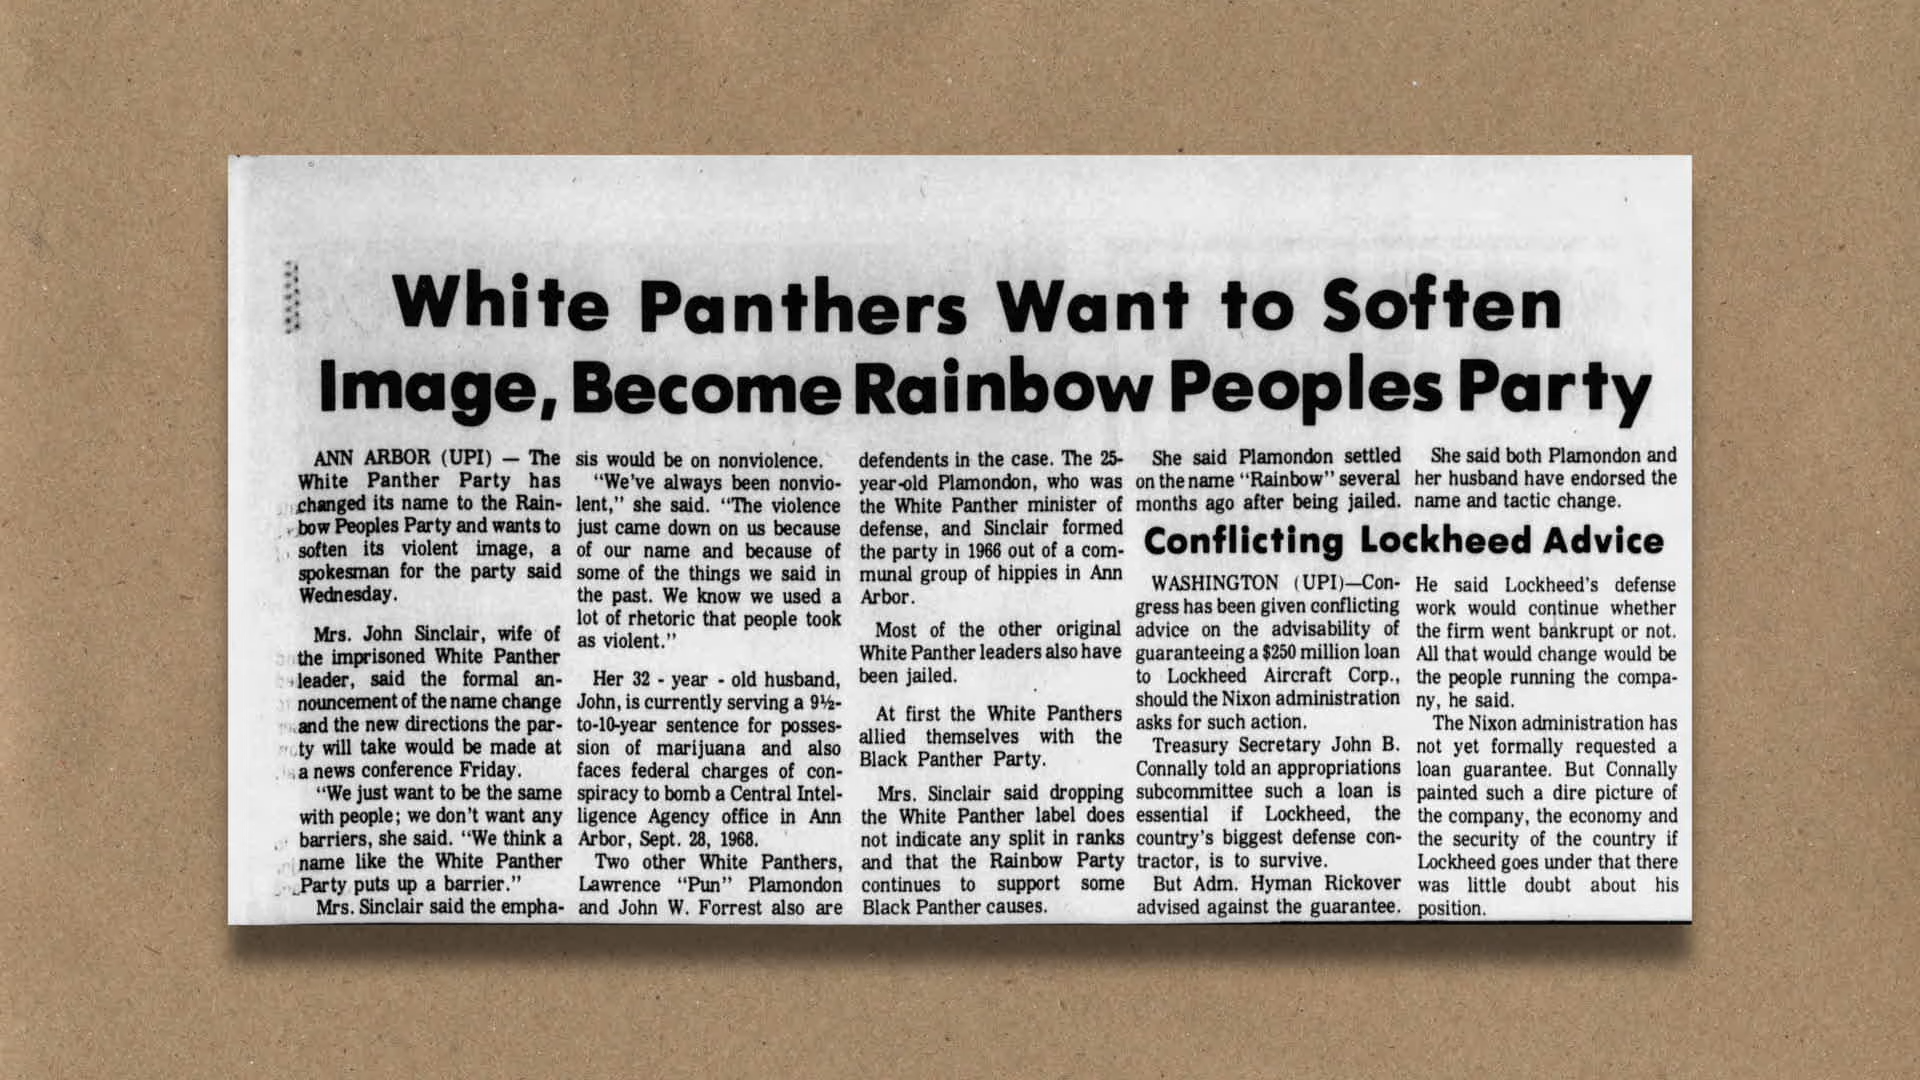 White Panthers Want to Soften
Image, Become Rainbow Peoples Party
ANN ARBOR (UPI) — The
White Panther Party has
changed its name to the Rain-
bow Peoples Party and wants to
soften its violent image, a
spokesman for the party said
Wednesday.
Mrs. John Sinclair, wife of
the imprisoned White Panther
leader, said the formal an-
nouncement of the name change
and the new directions the par-
ty will take would be made at
a news conference Friday.
"We just want to be the same
with people; we don't want any
barriers, she said. "We think a
name like the White Panther
Party puts up a barrier."
Mrs. Sinclair said the empha-
sis would be on nonviolence.
"We've always been nonvio-
lent," she said. "The violence
just came down on us because
of our name and because of
some of the things we said in
the past. We know we used a
lot of rhetoric that people took
as violent."
Her 32 - year - old husband,
John, is currently serving a 9½-
to-10-year sentence for posses-
sion of marijuana and also
faces federal charges of con-
spiracy to bomb a Central Intel-
ligence Agency office in Ann
Arbor, Sept. 28, 1968.
Two other White Panthers,
Lawrence "Pun" Plamondon
and John W. Forrest also are
defendents in the case. The 25-
year-old Plamondon, who was
the White Panther minister of
defense, and Sinclair formed
the party in 1966 out of a com-
munal group of hippies in Ann
Arbor.
Most of the other original
White Panther leaders also have
been jailed.
At first the White Panthers
allied themselves with the
Black Panther Party.
Mrs. Sinclair said dropping
the White Panther label does
not indicate any split in ranks
and that the Rainbow Party
continues to support some
Black Panther causes.
She said Plamondon settled
on the name "Rainbow" several
months ago after being jailed.
She said both Plamondon and
her husband have endorsed the
name and tactic change.
Conflicting Lockheed Advice
WASHINGTON (UPI)—Con-
gress has been given conflicting
advice on the advisability of
guaranteeing a $250 million loan
to Lockheed Aircraft Corp.,
should the Nixon administration
asks for such action.
Treasury Secretary John B.
Connally told an appropriations
subcommittee such a loan is
essential if Lockheed, the
country's biggest defense con-
tractor, is to survive.
But Adm. Hyman Rickover
advised against the guarantee.
He said Lockheed's defense
work would continue whether
the firm went bankrupt or not.
All that would change would be
the people running the compa-
ny, he said.
The Nixon administration has
not yet formally requested a
loan guarantee. But Connally
painted such a dire picture of
the company, the economy and
the security of the country if
Lockheed goes under that there
was little doubt about his
position.